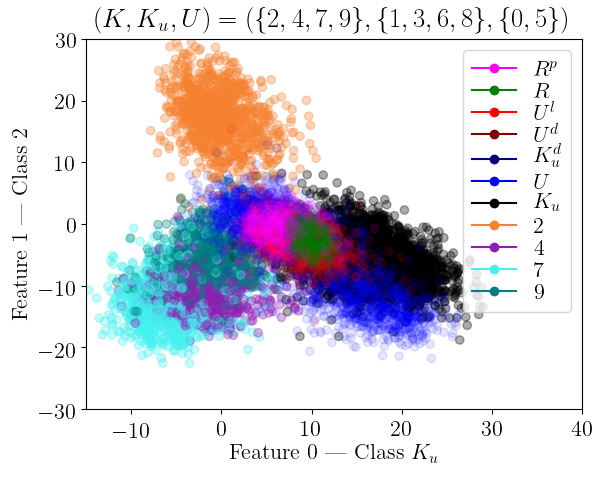 (K, K_u, U) = ({2, 4, 7, 9}, {1, 3, 6, 8}, {0, 5})
30
20
10
0
−10
−20
−30
Feature 1 — Class 2
R^p
R
U^l
U^d
K_u^d
U
K_u
2
4
7
9
−10
0
10
20
30
40
Feature 0 — Class K_u